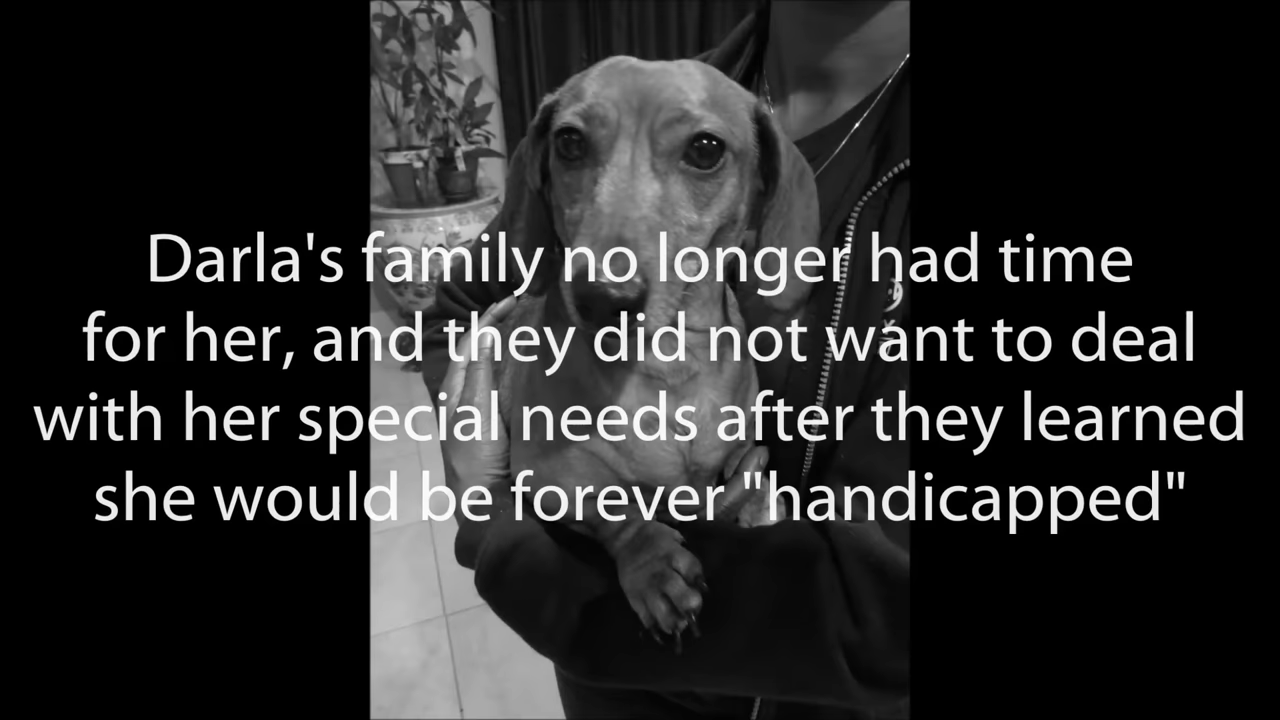 Darla's family no longer had time
for her, and they did not want to deal
with her special needs after they learned
she would be forever "handicapped"